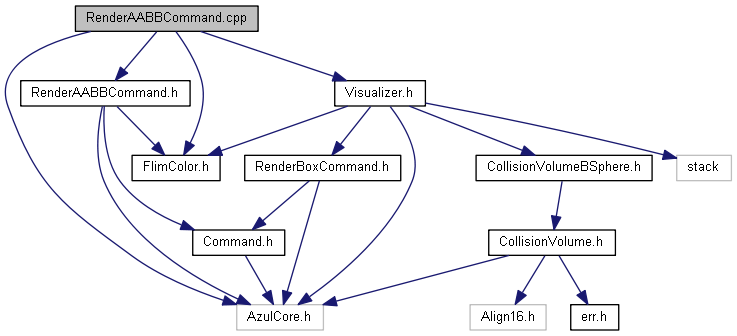 RenderAABBCommand.cpp
RenderAABBCommand.h
Visualizer.h
FlimColor.h
RenderBoxCommand.h
CollisionVolumeBSphere.h
stack
Command.h
CollisionVolume.h
AzulCore.h
Align16.h
err.h